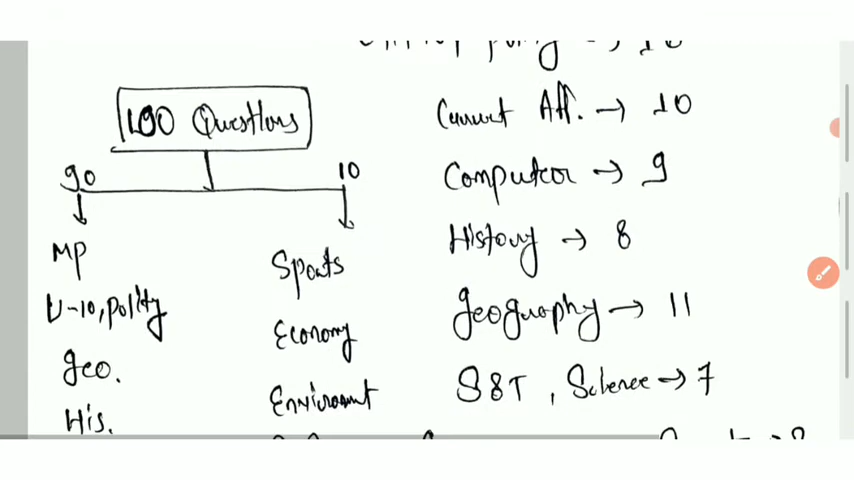 100 Questions
90
10
MP
U-10, polity
geo.
His.
Sports
Economy
Enviroment
Current Aff. → 10
Computer → 9
History → 8
geography → 11
S&T, Science → 7